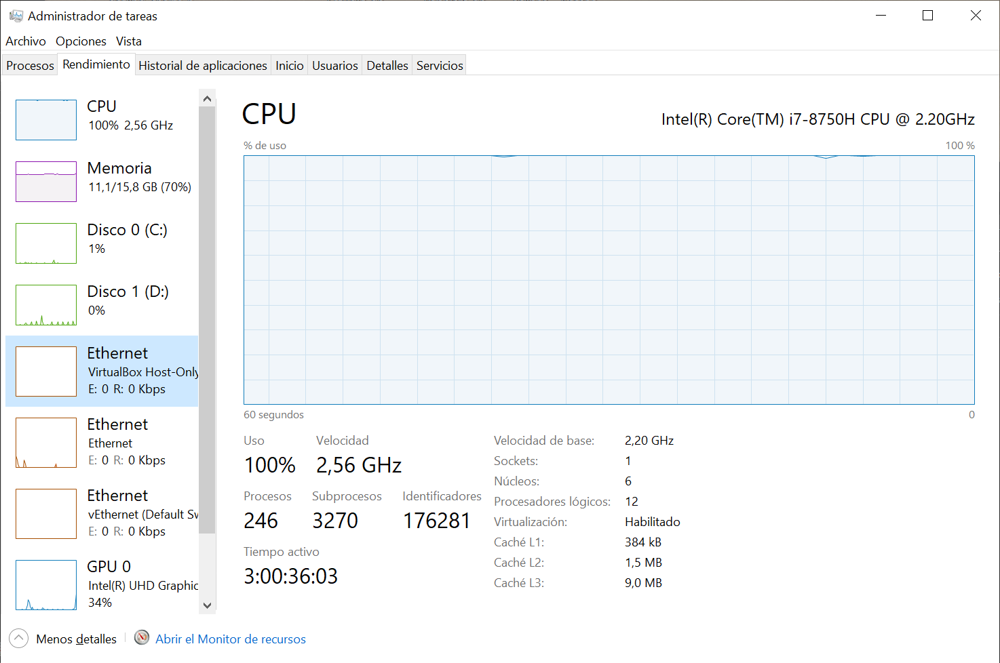 Administrador de tareas
Archivo Opciones Vista
Procesos Rendimiento Historial de aplicaciones Inicio Usuarios Detalles Servicios
CPU
100% 2,56 GHz
Memoria
11,1/15,8 GB (70%)
Disco 0 (C:)
1%
Disco 1 (D:)
0%
Ethernet
VirtualBox Host-Only
E: 0 R: 0 Kbps
Ethernet
Ethernet
E: 0 R: 0 Kbps
Ethernet
vEthernet (Default Sw
E: 0 R: 0 Kbps
GPU 0
Intel(R) UHD Graphic
34%
CPU
Intel(R) Core(TM) i7-8750H CPU @ 2.20GHz
% de uso 100 %
60 segundos 0
Uso Velocidad
100% 2,56 GHz
Procesos Subprocesos Identificadores
246 3270 176281
Tiempo activo
3:00:36:03
Velocidad de base: 2,20 GHz
Sockets: 1
Núcleos: 6
Procesadores lógicos: 12
Virtualización: Habilitado
Caché L1: 384 kB
Caché L2: 1,5 MB
Caché L3: 9,0 MB
Menos detalles Abrir el Monitor de recursos